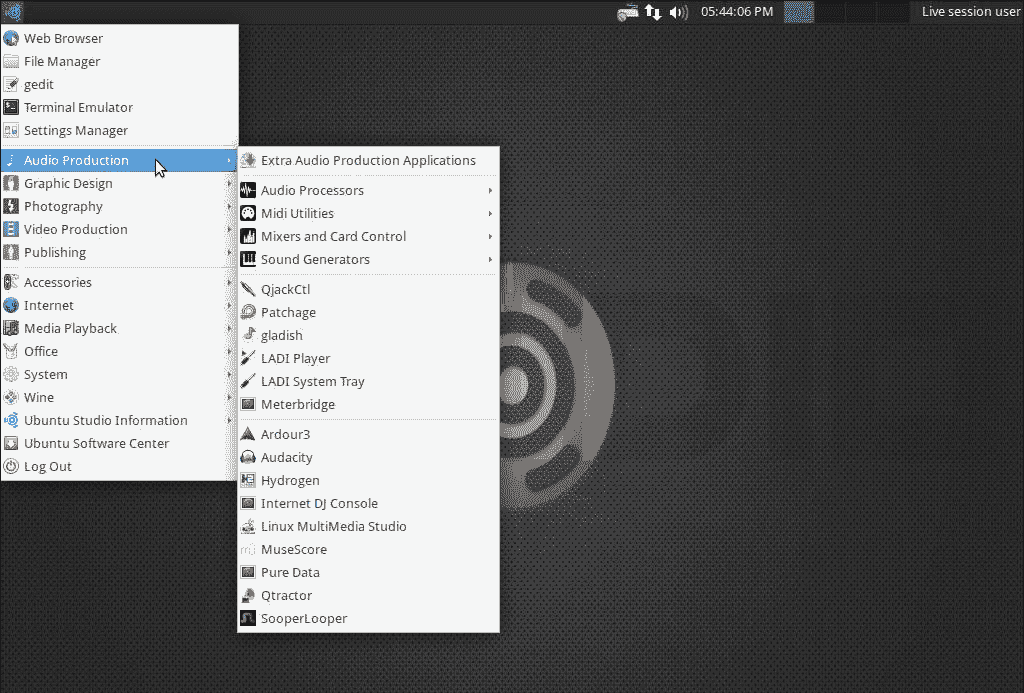 05:44:06 PM
Live session user
Web Browser
File Manager
gedit
Terminal Emulator
Settings Manager
Audio Production
Graphic Design
Photography
Video Production
Publishing
Accessories
Internet
Media Playback
Office
System
Wine
Ubuntu Studio Information
Ubuntu Software Center
Log Out
Extra Audio Production Applications
Audio Processors
Midi Utilities
Mixers and Card Control
Sound Generators
QjackCtl
Patchage
gladish
LADI Player
LADI System Tray
Meterbridge
Ardour3
Audacity
Hydrogen
Internet DJ Console
Linux MultiMedia Studio
MuseScore
Pure Data
Qtractor
SooperLooper